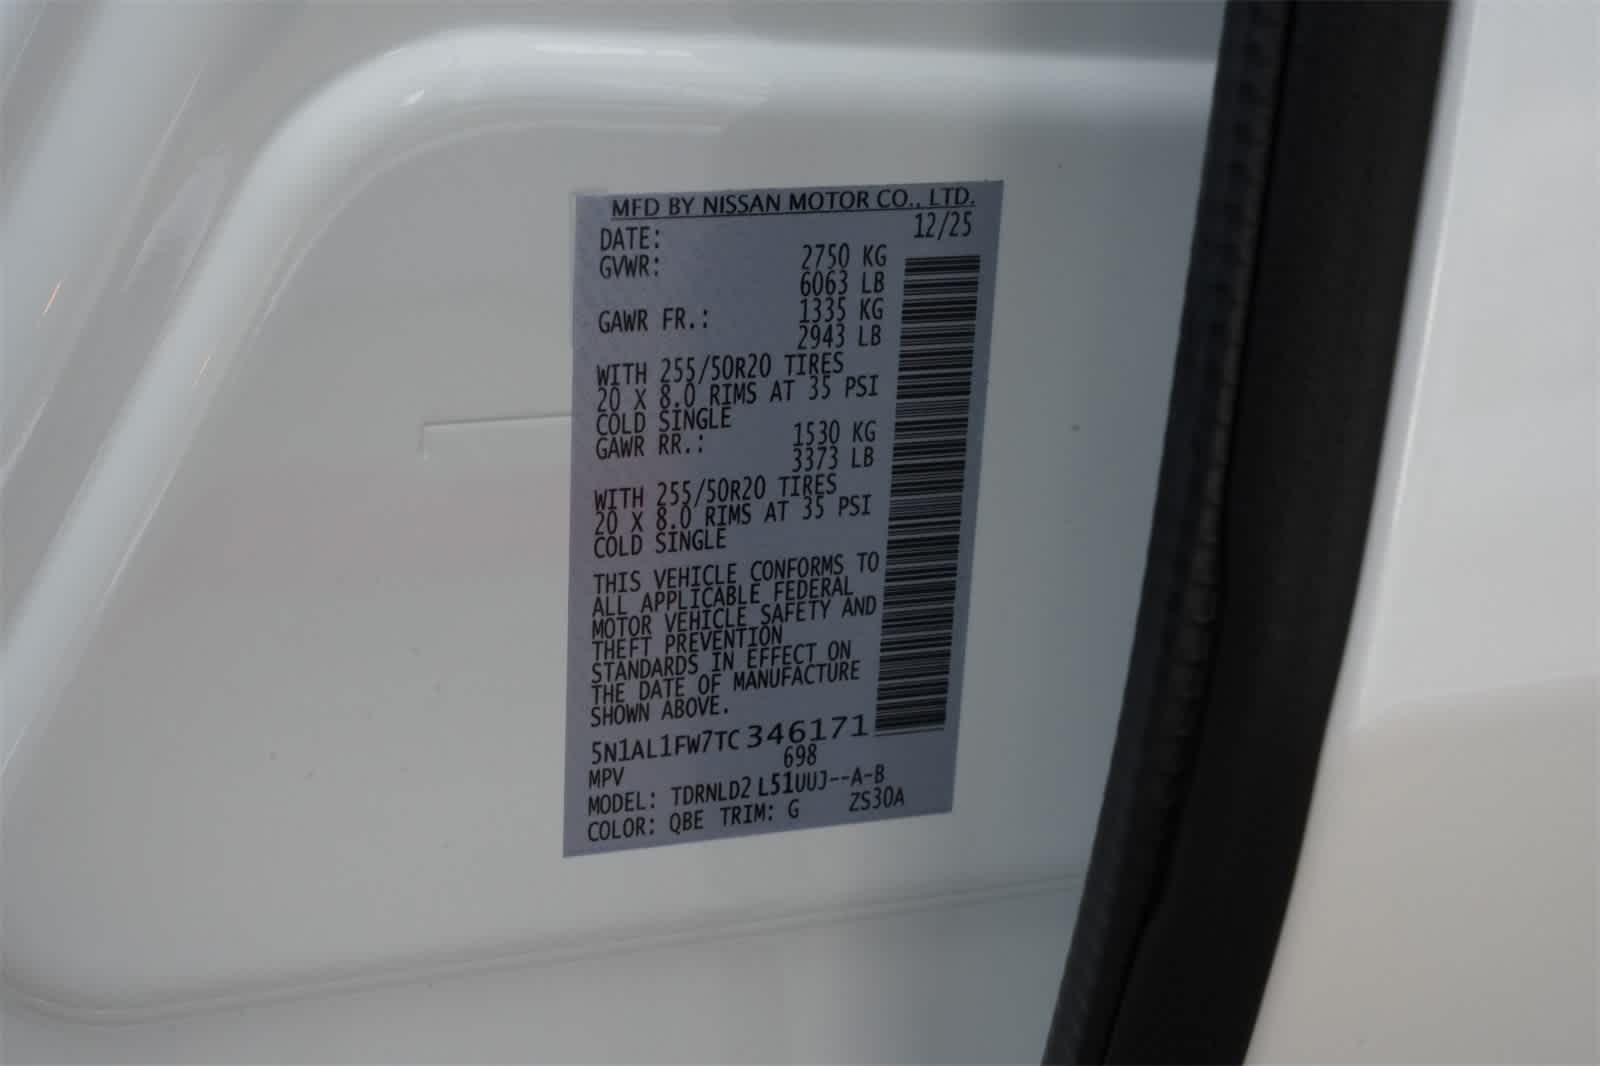 MFD BY NISSAN MOTOR CO., LTD.
DATE: 12/25
GVWR: 2750 KG
6063 LB
GAWR FR.: 1335 KG
2943 LB
WITH 255/50R20 TIRES
20 X 8.0 RIMS AT 35 PSI
COLD SINGLE
GAWR RR.: 1530 KG
3373 LB
WITH 255/50R20 TIRES
20 X 8.0 RIMS AT 35 PSI
COLD SINGLE
THIS VEHICLE CONFORMS TO
ALL APPLICABLE FEDERAL
MOTOR VEHICLE SAFETY AND
THEFT PREVENTION
STANDARDS IN EFFECT ON
THE DATE OF MANUFACTURE
SHOWN ABOVE.
5N1AL1FW7TC346171
MPV 698
MODEL: TDRNLD2 L51UUJ--A-B
COLOR: QBE TRIM: G ZS30A